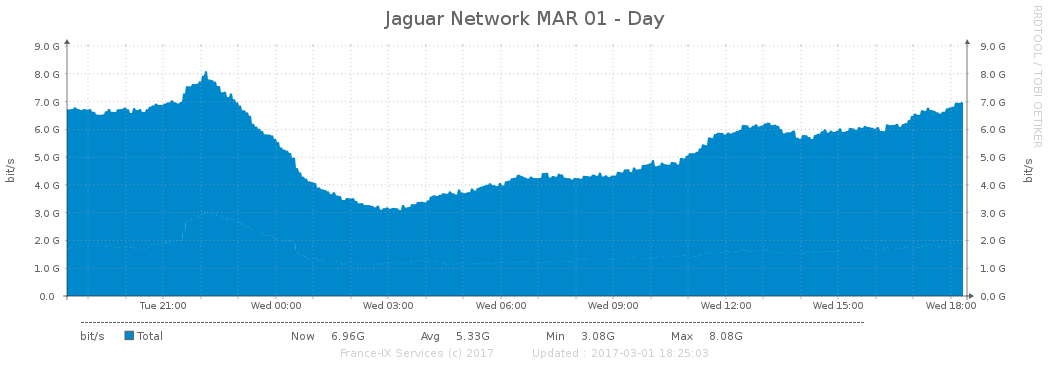 Jaguar Network MAR 01 - Day
RRDTOOL / TOBI OETIKER
bit/s
9.0 G 9.0 G
8.0 G 8.0 G
7.0 G 7.0 G
6.0 G 6.0 G
5.0 G 5.0 G
4.0 G 4.0 G
3.0 G 3.0 G
2.0 G 2.0 G
1.0 G 1.0 G
0.0 0.0 G
bit/s
Tue 21:00 Wed 00:00 Wed 03:00 Wed 06:00 Wed 09:00 Wed 12:00 Wed 15:00 Wed 18:00
bit/s Total Now 6.96G Avg 5.33G Min 3.08G Max 8.08G
France-IX Services (c) 2017 Updated : 2017-03-01 18:25:03